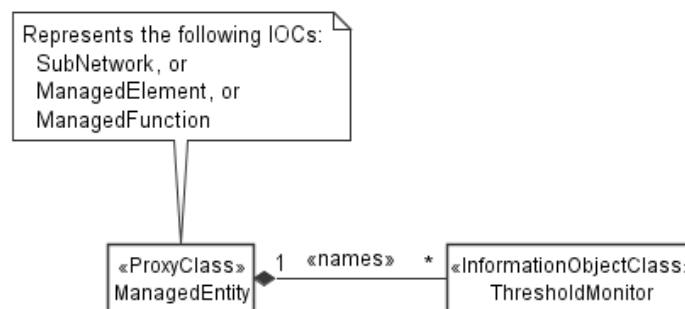 Represents the following IOCs:
SubNetwork, or
ManagedElement, or
ManagedFunction
«ProxyClass»
ManagedEntity
1 «names» *
«InformationObjectClass»
ThresholdMonitor